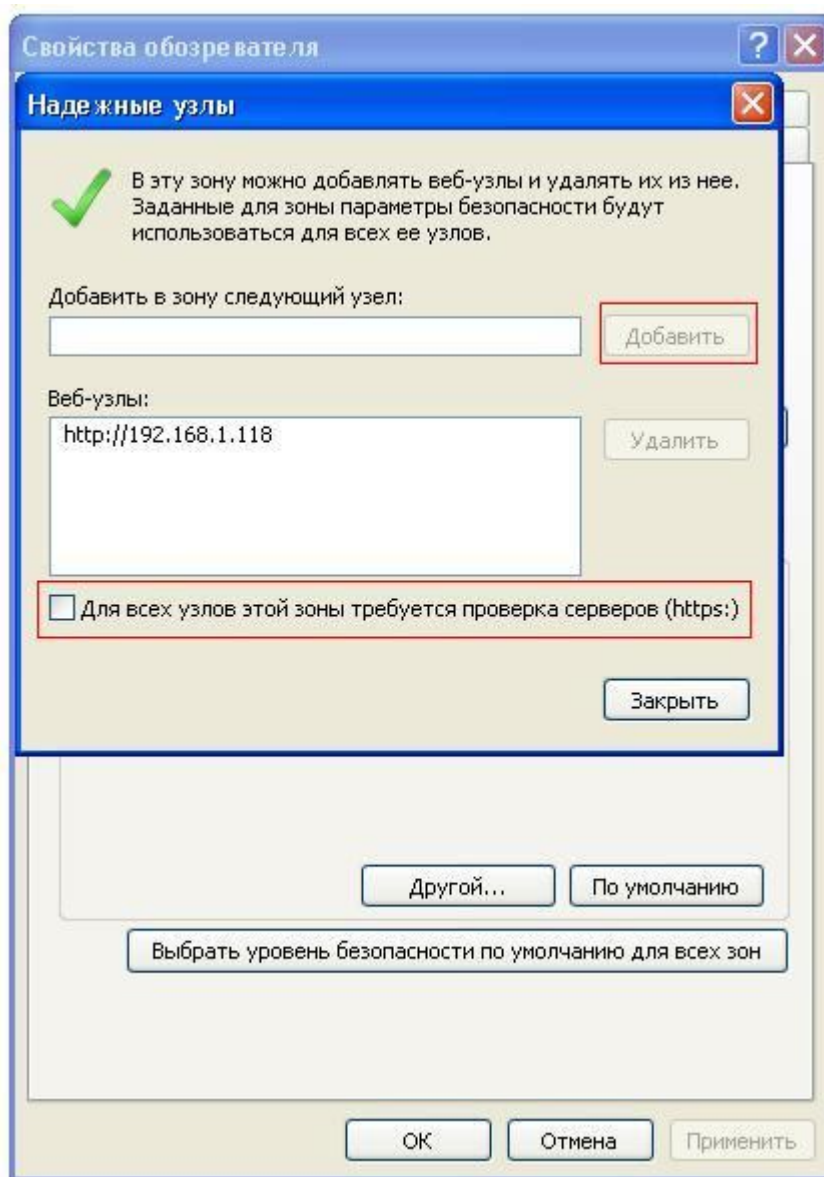 Свойства обозревателя
Надежные узлы
В эту зону можно добавлять веб-узлы и удалять их из нее.
Заданные для зоны параметры безопасности будут
использоваться для всех ее узлов.
Добавить в зону следующий узел:
Добавить
Веб-узлы:
http://192.168.1.118
Удалить
Для всех узлов этой зоны требуется проверка серверов (https:)
Закрыть
Другой...
По умолчанию
Выбрать уровень безопасности по умолчанию для всех зон
ОК
Отмена
Применить